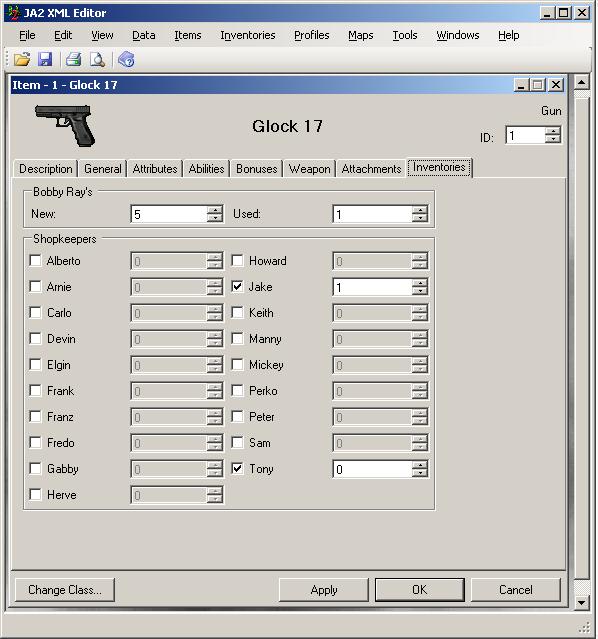 JA2 XML Editor
File Edit View Data Items Inventories Profiles Maps Tools Windows Help
Item - 1 - Glock 17
Gun
Glock 17
ID: 1
Description General Attributes Abilities Bonuses Weapon Attachments Inventories
Bobby Ray's
New: 5 Used: 1
Shopkeepers
Alberto 0 Howard 0
Arnie 0 Jake 1
Carlo 0 Keith 0
Devin 0 Manny 0
Elgin 0 Mickey 0
Frank 0 Perko 0
Franz 0 Peter 0
Fredo 0 Sam 0
Gabby 0 Tony 0
Herve 0
Change Class... Apply OK Cancel